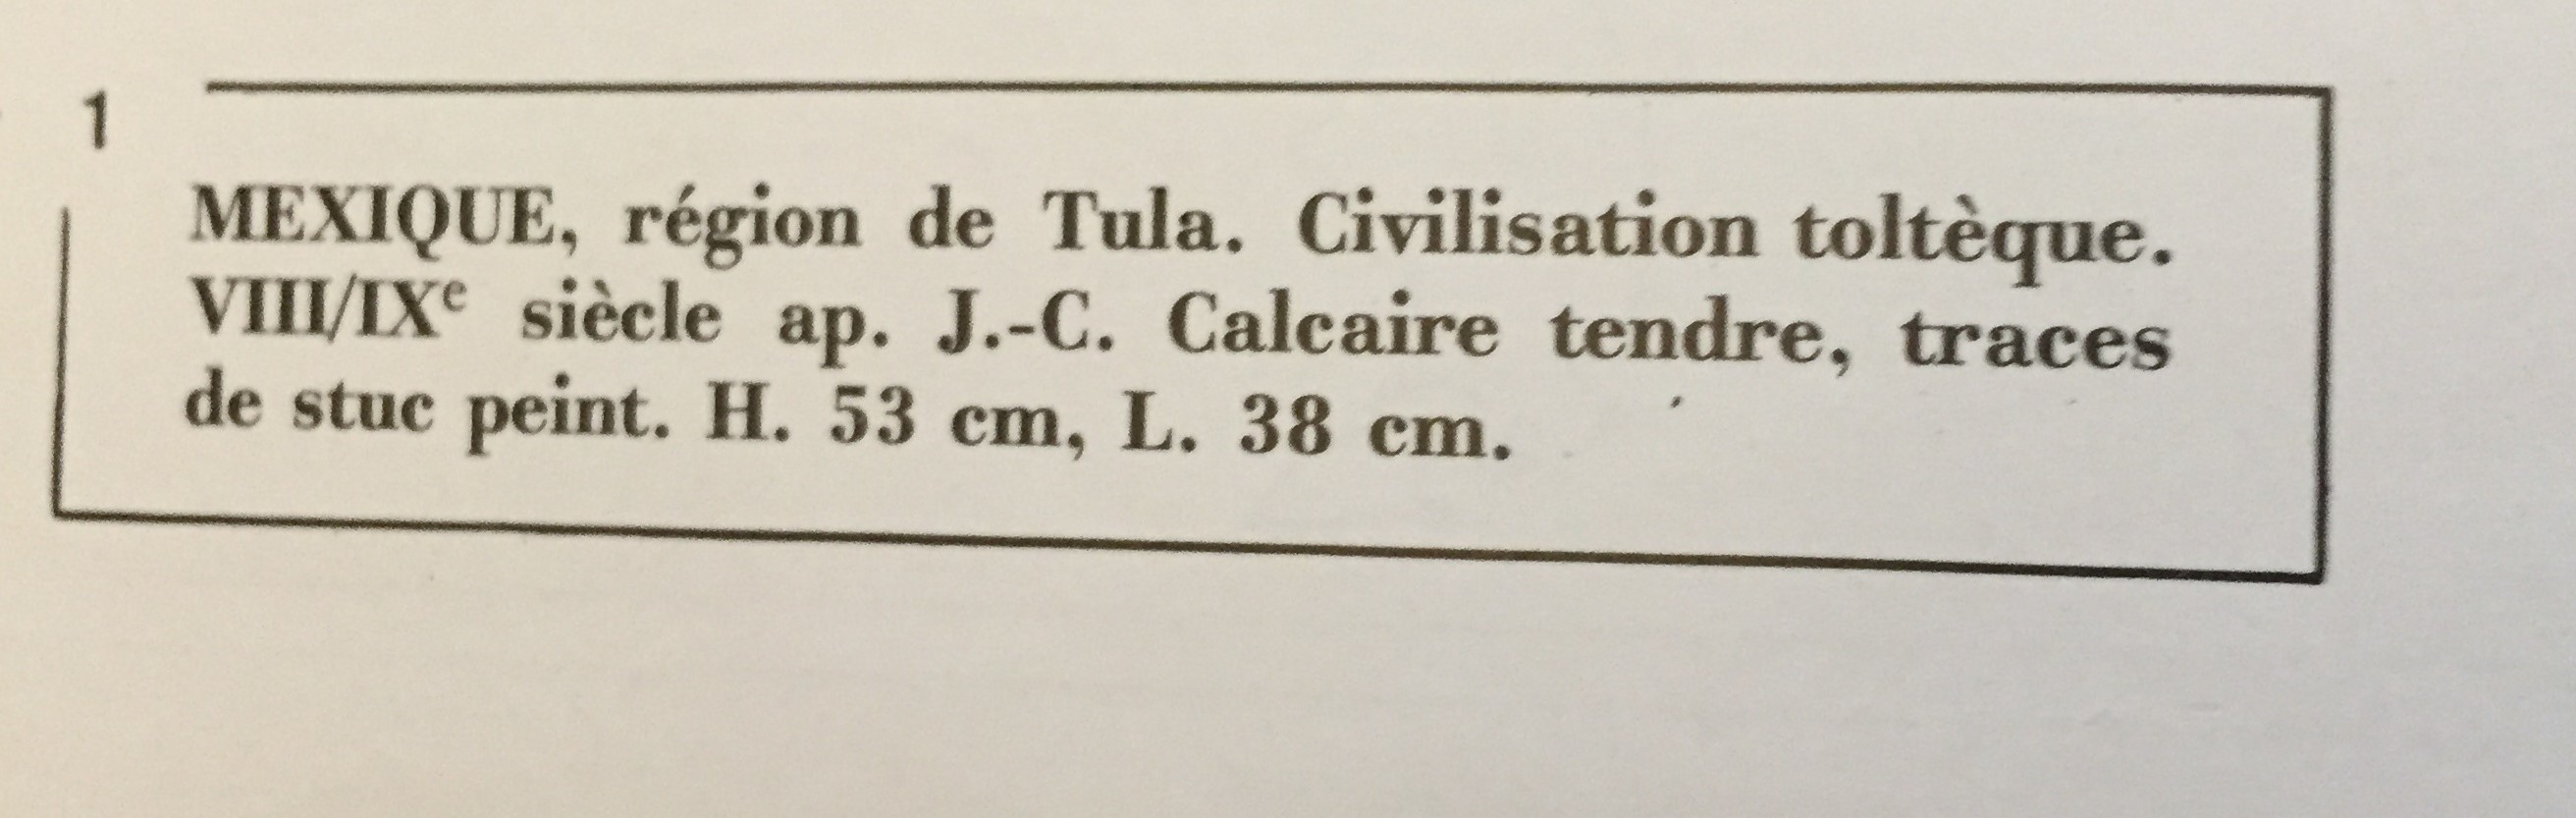 1
MEXIQUE, région de Tula. Civilisation toltèque.
VIII/IXe siècle ap. J.-C. Calcaire tendre, traces
de stuc peint. H. 53 cm, L. 38 cm.